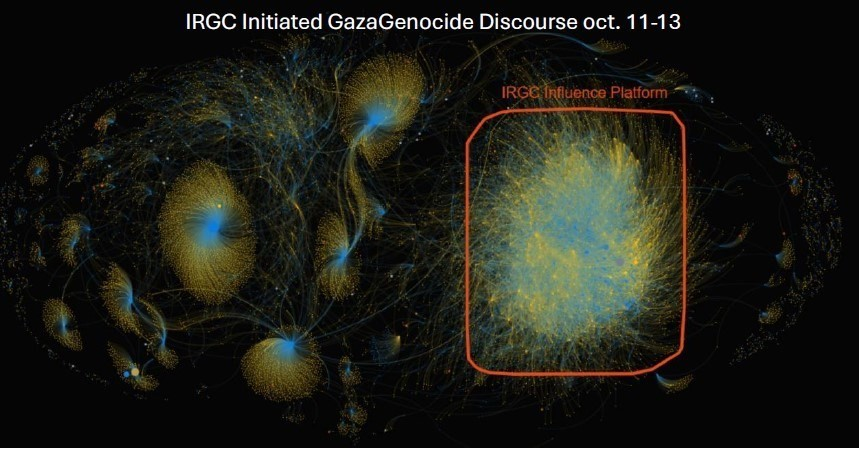 IRGC Initiated GazaGenocide Discourse oct. 11-13
IRGC Influence Platform